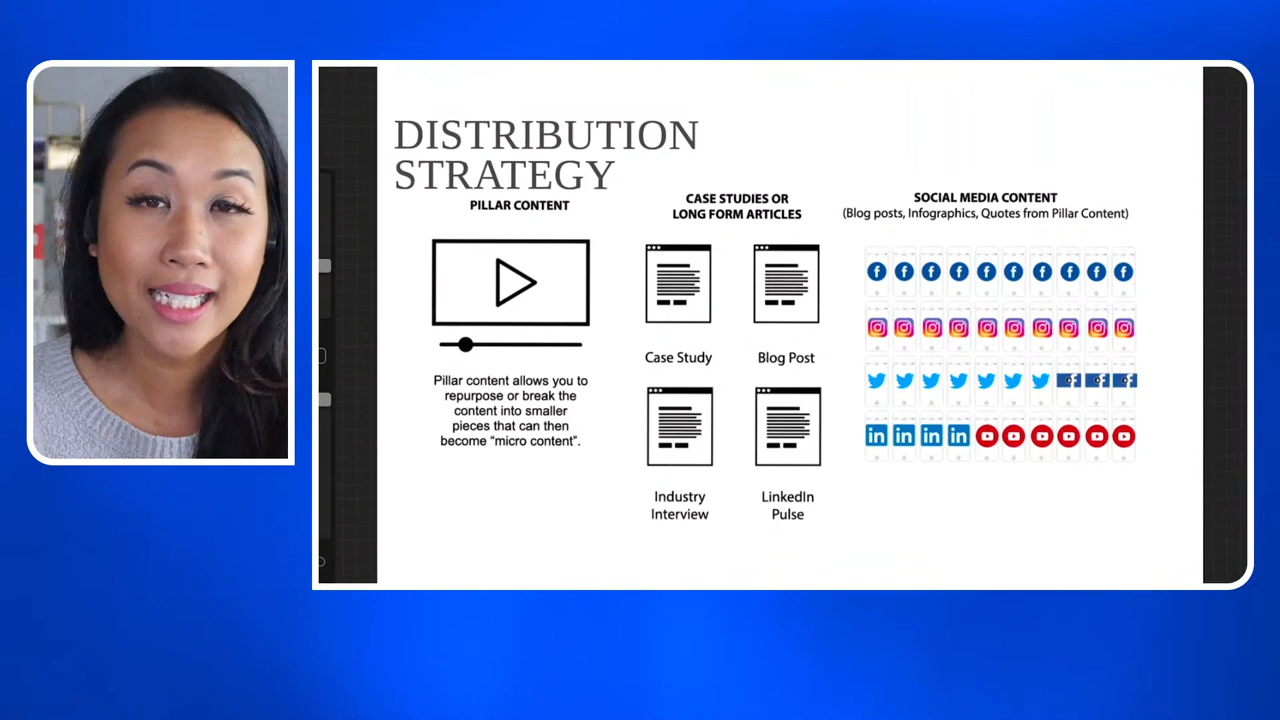 DISTRIBUTION
STRATEGY
PILLAR CONTENT
Pillar content allows you to
repurpose or break the
content into smaller
pieces that can then
become “micro content”.
CASE STUDIES OR
LONG FORM ARTICLES
Case Study
Blog Post
Industry
Interview
LinkedIn
Pulse
SOCIAL MEDIA CONTENT
(Blog posts, Infographics, Quotes from Pillar Content)